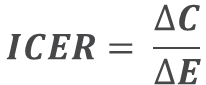 ICER = ΔC / ΔE